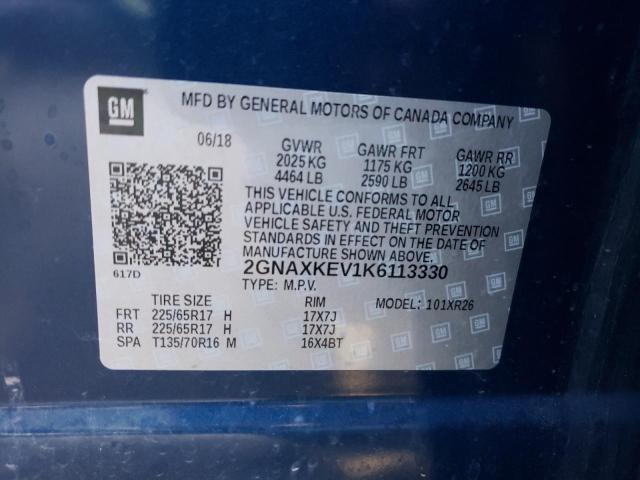 GM
MFD BY GENERAL MOTORS OF CANADA COMPANY
06/18 GVWR GAWR FRT GAWR RR
2025 KG 1175 KG 1200 KG
4464 LB 2590 LB 2645 LB
THIS VEHICLE CONFORMS TO ALL
APPLICABLE U.S. FEDERAL MOTOR
VEHICLE SAFETY AND THEFT
PREVENTION STANDARDS IN EFFECT
ON THE DATE OF MANUFACTURE
SHOWN ABOVE.
617D 2GNAXKEV1K6113330
TYPE: M.P.V.
TIRE SIZE RIM MODEL: 101XR26
FRT 225/65R17 H 17X7J
RR 225/65R17 H 17X7J
SPA T135/70R16 M 16X4BT